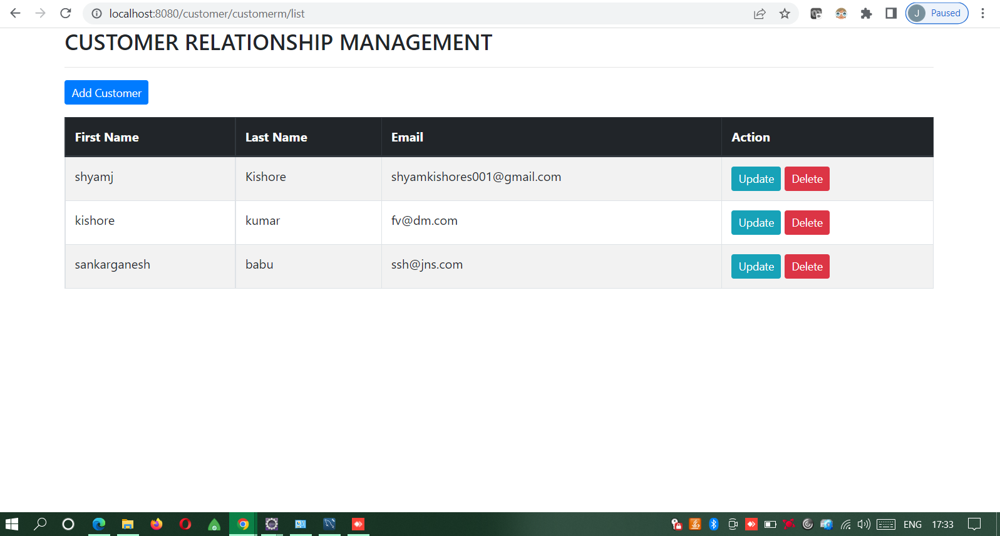 localhost:8080/customer/customerm/list
J Paused
CUSTOMER RELATIONSHIP MANAGEMENT
Add Customer
First Name Last Name Email Action
shyamj Kishore shyamkishores001@gmail.com Update Delete
kishore kumar fv@dm.com Update Delete
sankarganesh babu ssh@jns.com Update Delete
ENG 17:33